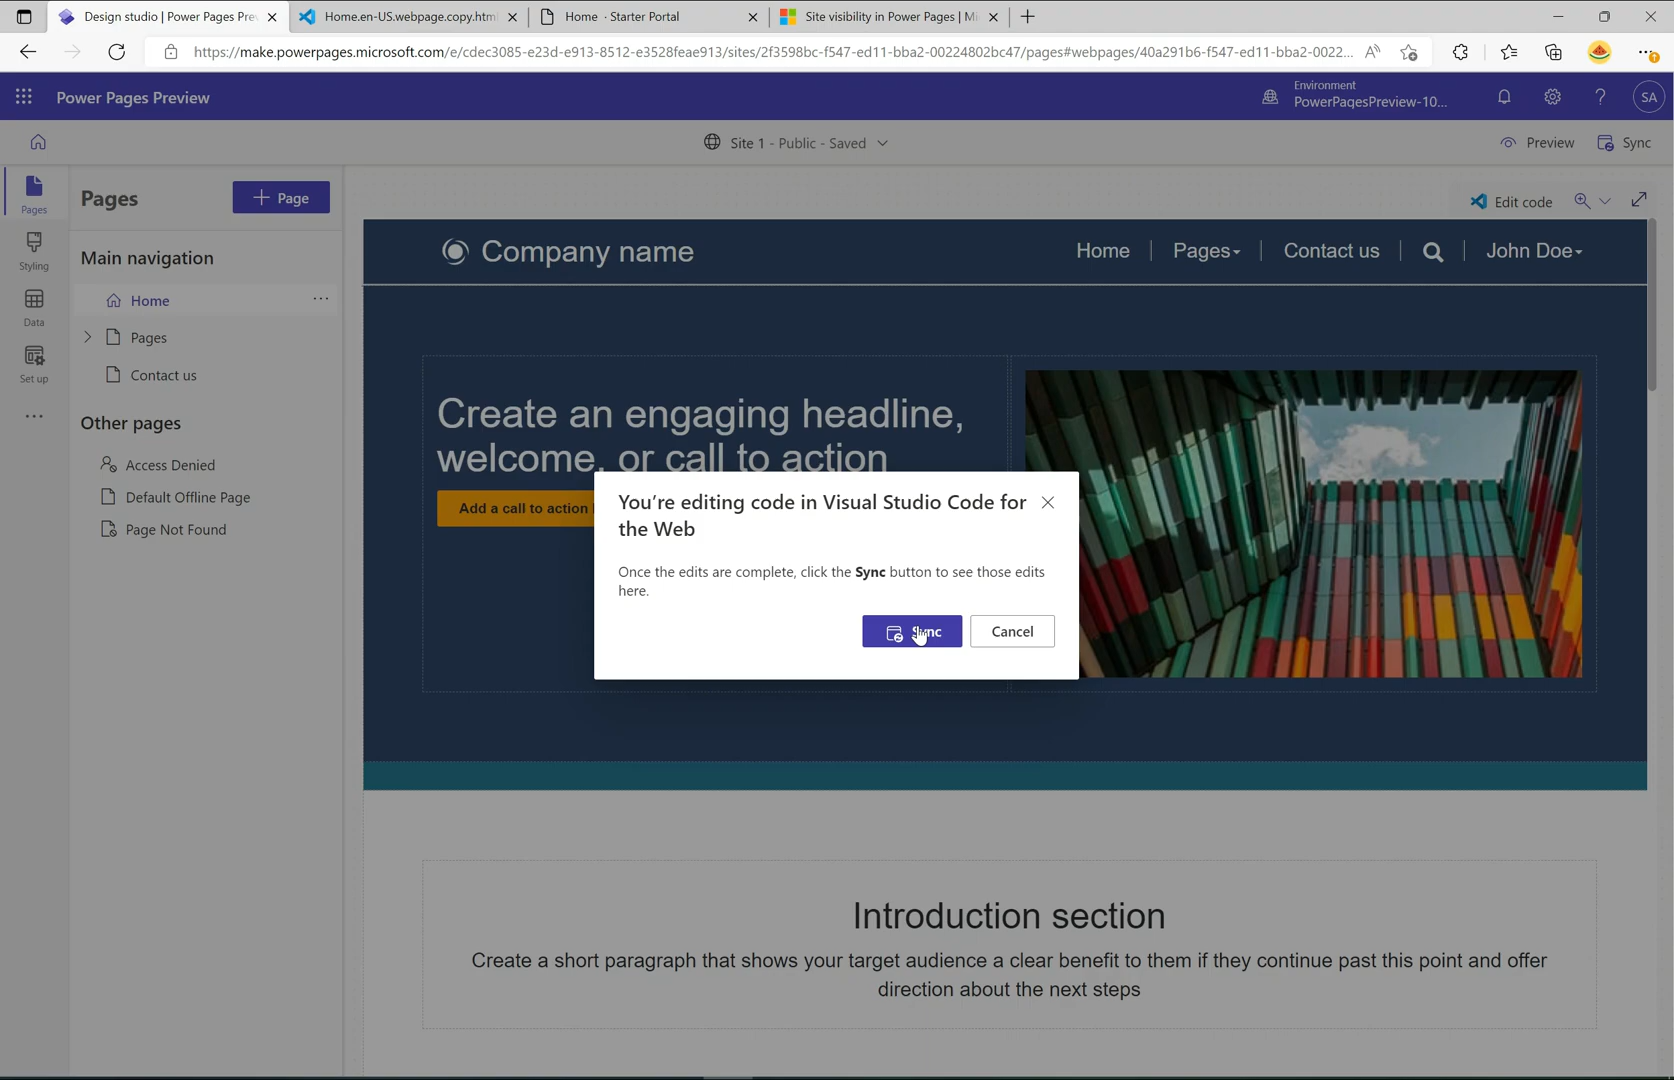 Design studio | Power Pages Pre
Home.en-US.webpage.copy.html
Home · Starter Portal
Site visibility in Power Pages | Mi
https://make.powerpages.microsoft.com/e/cdec3085-e23d-e913-8512-e3528feae913/sites/2f3598bc-f547-ed11-bba2-00224802bc47/pages#webpages/40a291b6-f547-ed11-bba2-0022...
Power Pages Preview
Environment
PowerPagesPreview-10...
?
SA
Site 1 - Public - Saved
Preview
Sync
Pages
Styling
Data
Set up
Pages
+ Page
Main navigation
Home
Pages
Contact us
Other pages
Access Denied
Default Offline Page
Page Not Found
Edit code
Company name
Home
Pages
Contact us
John Doe
Create an engaging headline,
welcome, or call to action
Add a call to action
You're editing code in Visual Studio Code for
the Web
Once the edits are complete, click the Sync button to see those edits
here.
Sync
Cancel
Introduction section
Create a short paragraph that shows your target audience a clear benefit to them if they continue past this point and offer
direction about the next steps